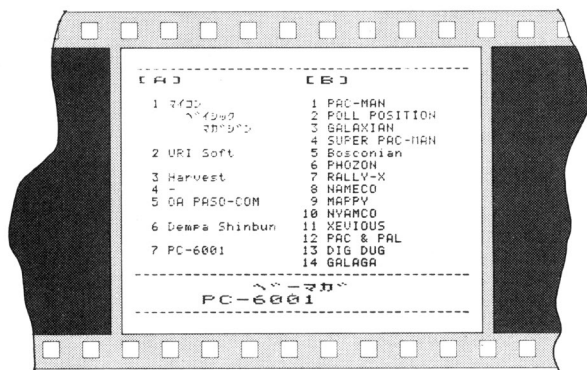 [A]
1 マイコン
ベイシック
マガジン
2 URI Soft
3 Harvest
4 -
5 OA PASO-COM
6 Dempa Shinbun
7 PC-6001
[B]
1 PAC-MAN
2 POLL POSITION
3 GALAXIAN
4 SUPER PAC-MAN
5 Bosconian
6 PHOZON
7 RALLY-X
8 NAMECO
9 MAPPY
10 NYAMCO
11 XEVIOUS
12 PAC & PAL
13 DIG DUG
14 GALAGA
ベーマガ
PC-6001